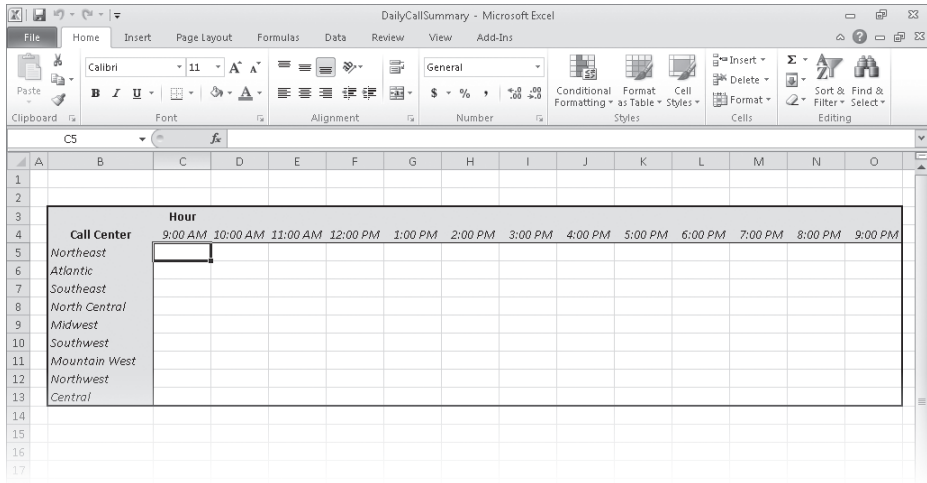 DailyCallSummary - Microsoft Excel
File Home Insert Page Layout Formulas Data Review View Add-Ins
Paste
Calibri 11 A A
B I U A
General
$ % , .00 .00
Conditional Formatting
Format as Table
Cell Styles
Insert
Delete
Format
Σ
Sort & Filter
Find & Select
Clipboard Font Alignment Number Styles Cells Editing
C5 fx
A B C D E F G H I J K L M N O
1
2
3 Hour
4 Call Center 9:00 AM 10:00 AM 11:00 AM 12:00 PM 1:00 PM 2:00 PM 3:00 PM 4:00 PM 5:00 PM 6:00 PM 7:00 PM 8:00 PM 9:00 PM
5 Northeast
6 Atlantic
7 Southeast
8 North Central
9 Midwest
10 Southwest
11 Mountain West
12 Northwest
13 Central
14
15
16
17